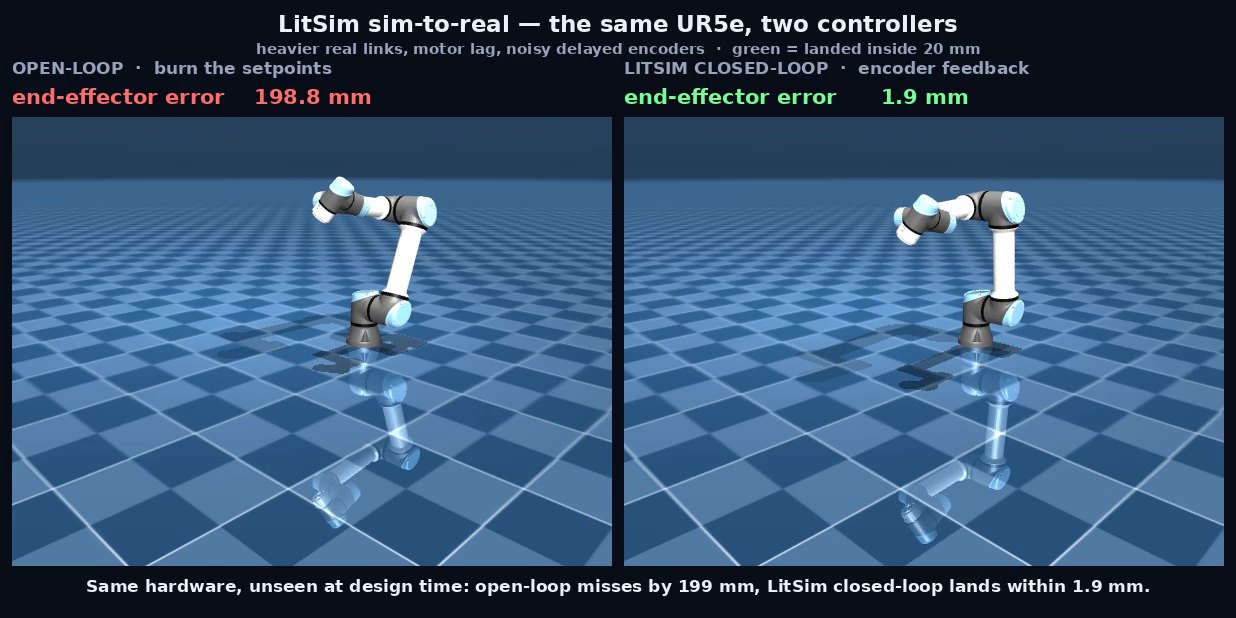 LitSim sim-to-real — the same UR5e, two controllers
heavier real links, motor lag, noisy delayed encoders · green = landed inside 20 mm
OPEN-LOOP · burn the setpoints
end-effector error 198.8 mm
LITSIM CLOSED-LOOP · encoder feedback
end-effector error 1.9 mm
Same hardware, unseen at design time: open-loop misses by 199 mm, LitSim closed-loop lands within 1.9 mm.